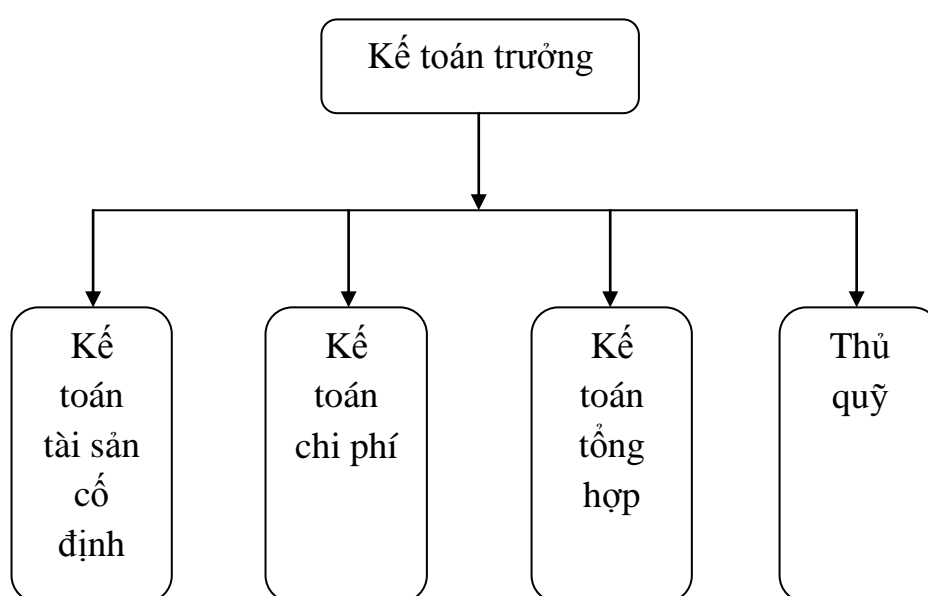 Kế toán trưởng
Kế
toán
tài sản
cố
định
Kế
toán
chi phí
Kế
toán
tổng
hợp
Thủ
quỹ